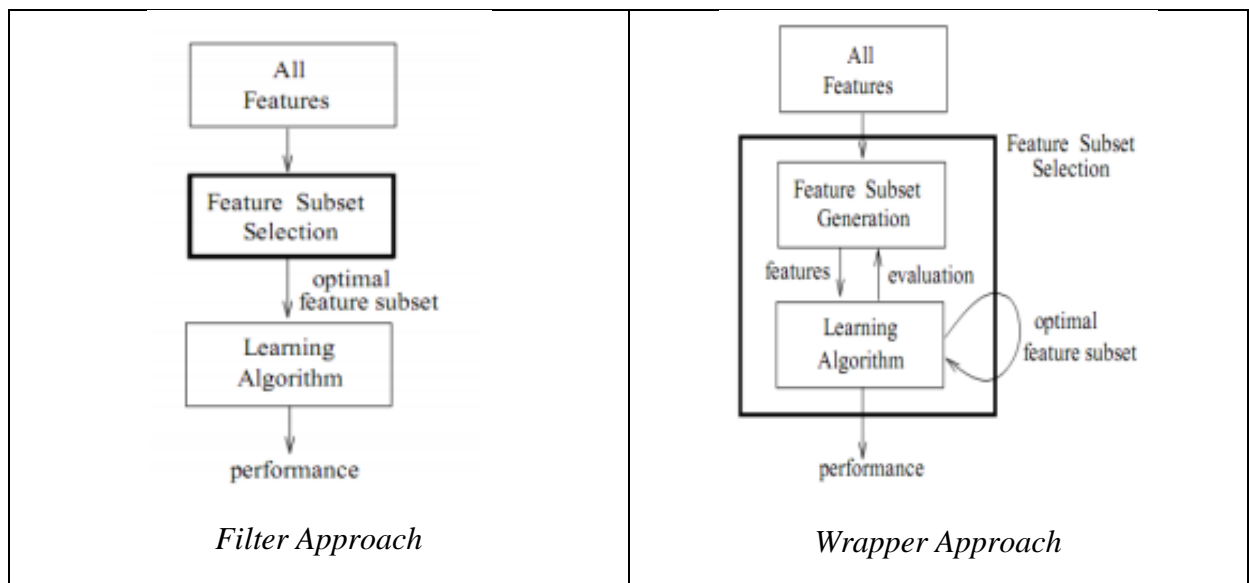 All
Features
Feature Subset
Selection
optimal
feature subset
Learning
Algorithm
performance
Filter Approach
All
Features
Feature Subset
Selection
Feature Subset
Generation
features
evaluation
Learning
Algorithm
optimal
feature subset
performance
Wrapper Approach